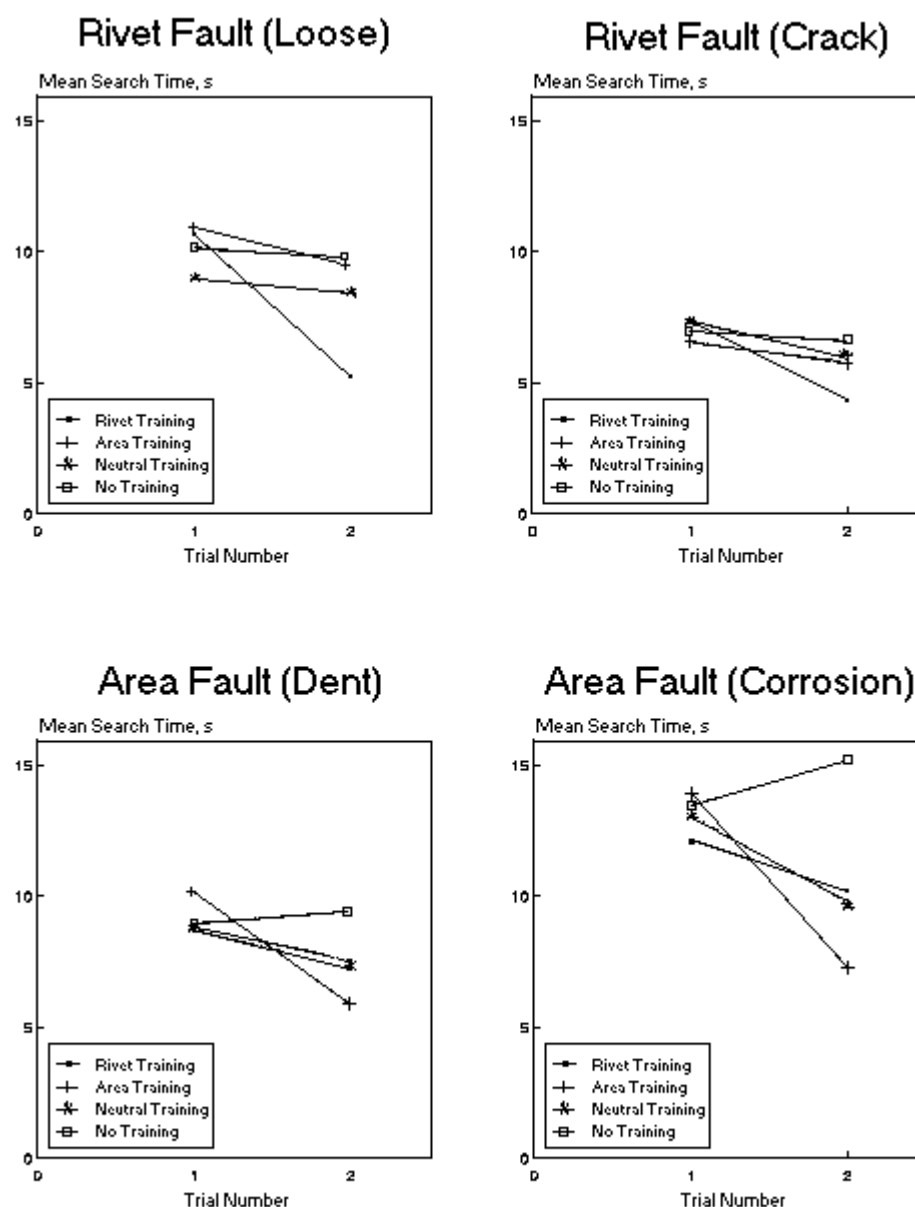 Rivet Fault (Loose)
Mean Search Time, s
15
10
5
0
Rivet Training
Area Training
Neutral Training
No Training
0 1 2
Trial Number
Rivet Fault (Crack)
Mean Search Time, s
15
10
5
0
Rivet Training
Area Training
Neutral Training
No Training
0 1 2
Trial Number
Area Fault (Dent)
Mean Search Time, s
15
10
5
0
Rivet Training
Area Training
Neutral Training
No Training
0 1 2
Trial Number
Area Fault (Corrosion)
Mean Search Time, s
15
10
5
0
Rivet Training
Area Training
Neutral Training
No Training
0 1 2
Trial Number